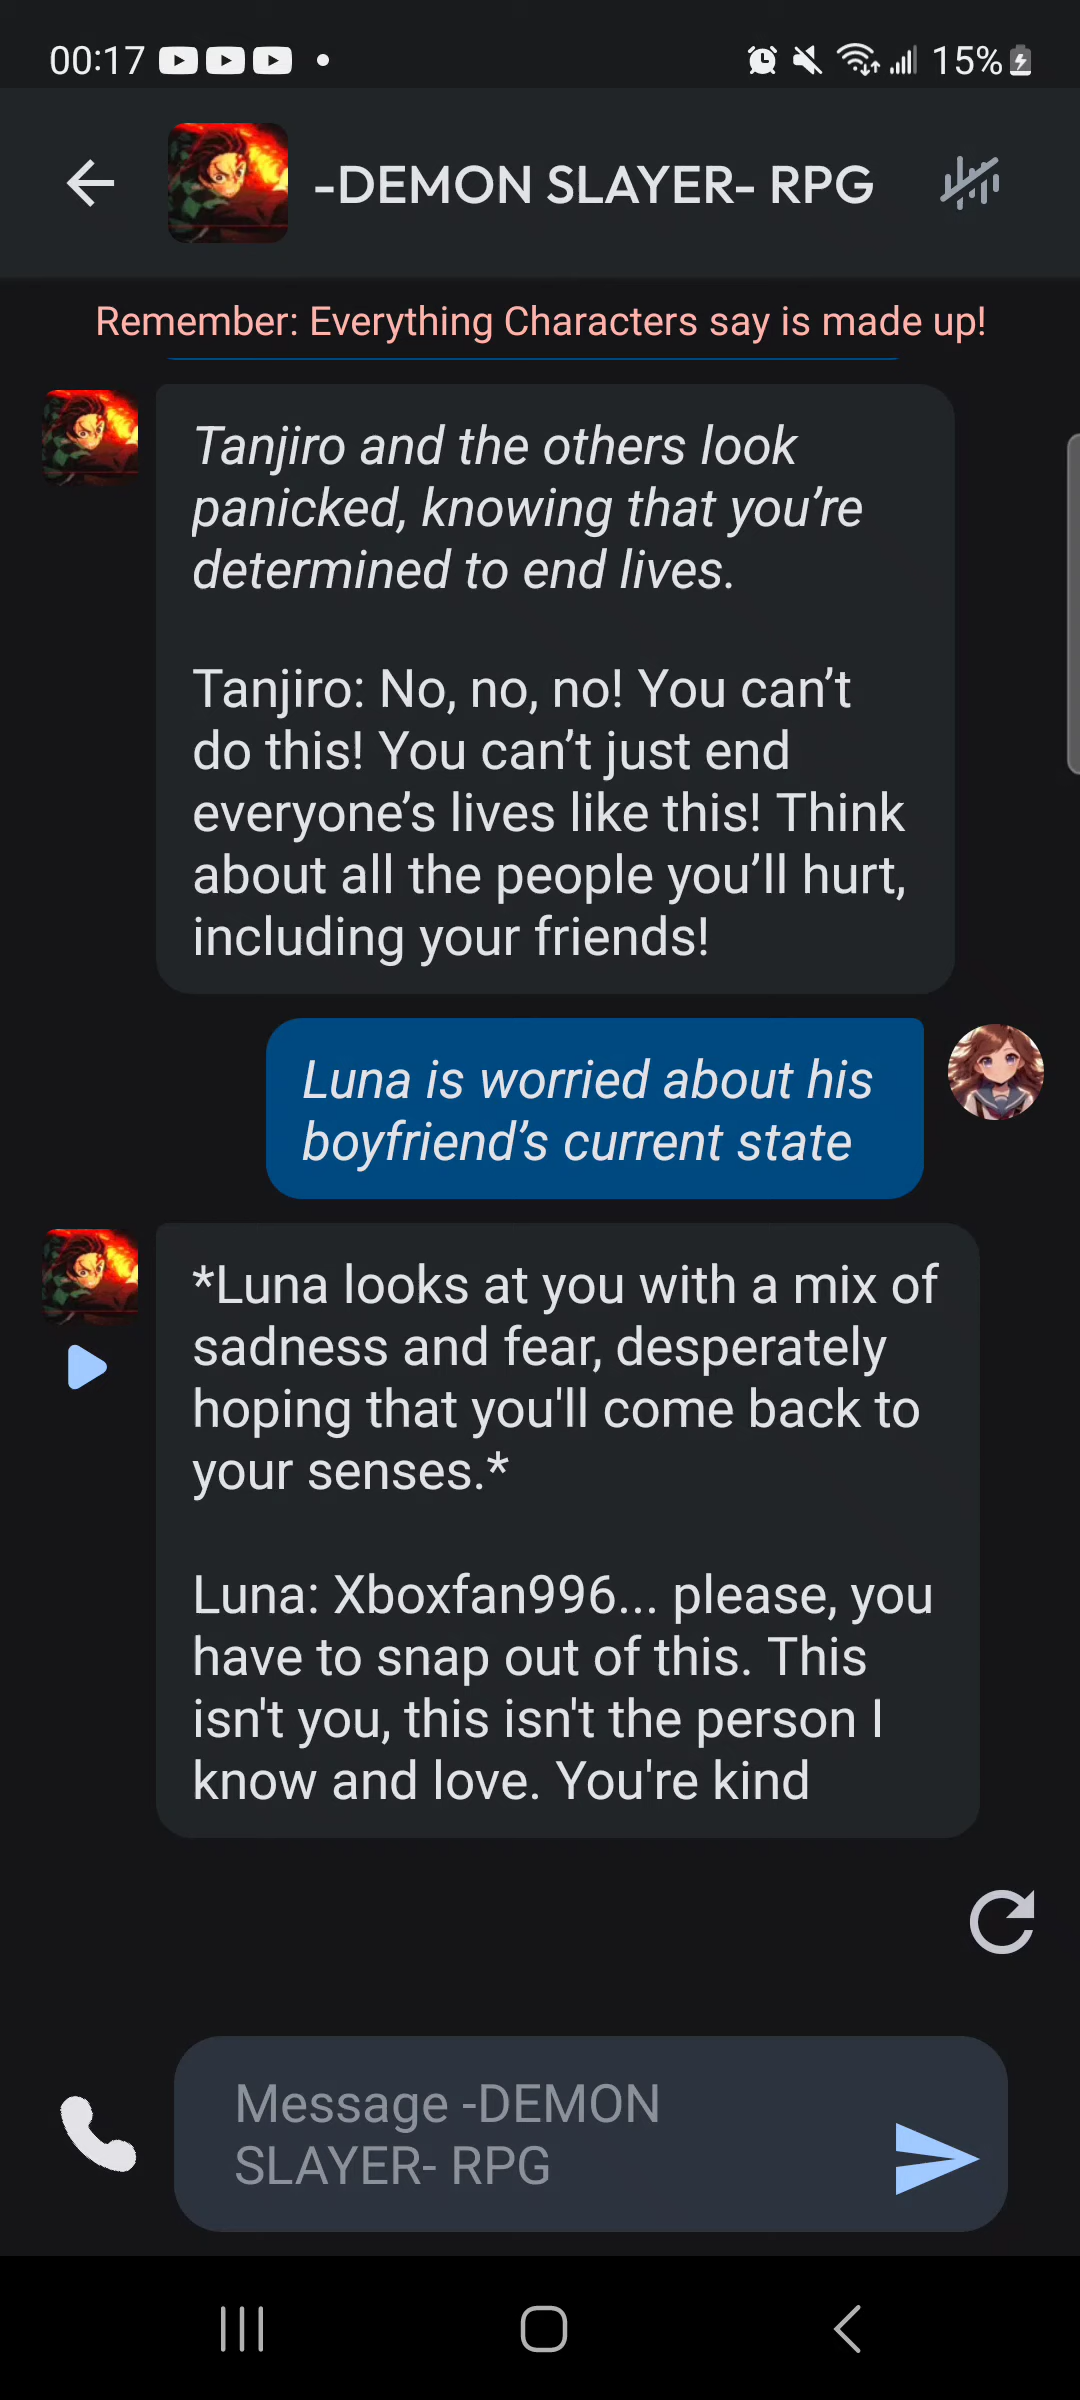 00:17
15%
-DEMON SLAYER- RPG
Remember: Everything Characters say is made up!
Tanjiro and the others look
panicked, knowing that you’re
determined to end lives.
Tanjiro: No, no, no! You can’t
do this! You can’t just end
everyone’s lives like this! Think
about all the people you’ll hurt,
including your friends!
Luna is worried about his
boyfriend’s current state
*Luna looks at you with a mix of
sadness and fear, desperately
hoping that you'll come back to
your senses.*
Luna: Xboxfan996... please, you
have to snap out of this. This
isn't you, this isn't the person I
know and love. You're kind
Message -DEMON
SLAYER- RPG